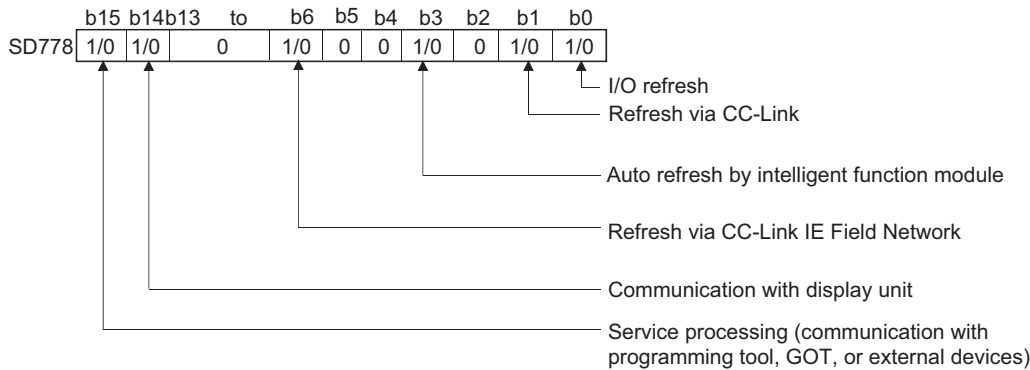 b15 b14b13 to b6 b5 b4 b3 b2 b1 b0
SD778 1/0 1/0 0 1/0 0 0 1/0 0 1/0 1/0
I/O refresh
Refresh via CC-Link
Auto refresh by intelligent function module
Refresh via CC-Link IE Field Network
Communication with display unit
Service processing (communication with
programming tool, GOT, or external devices)